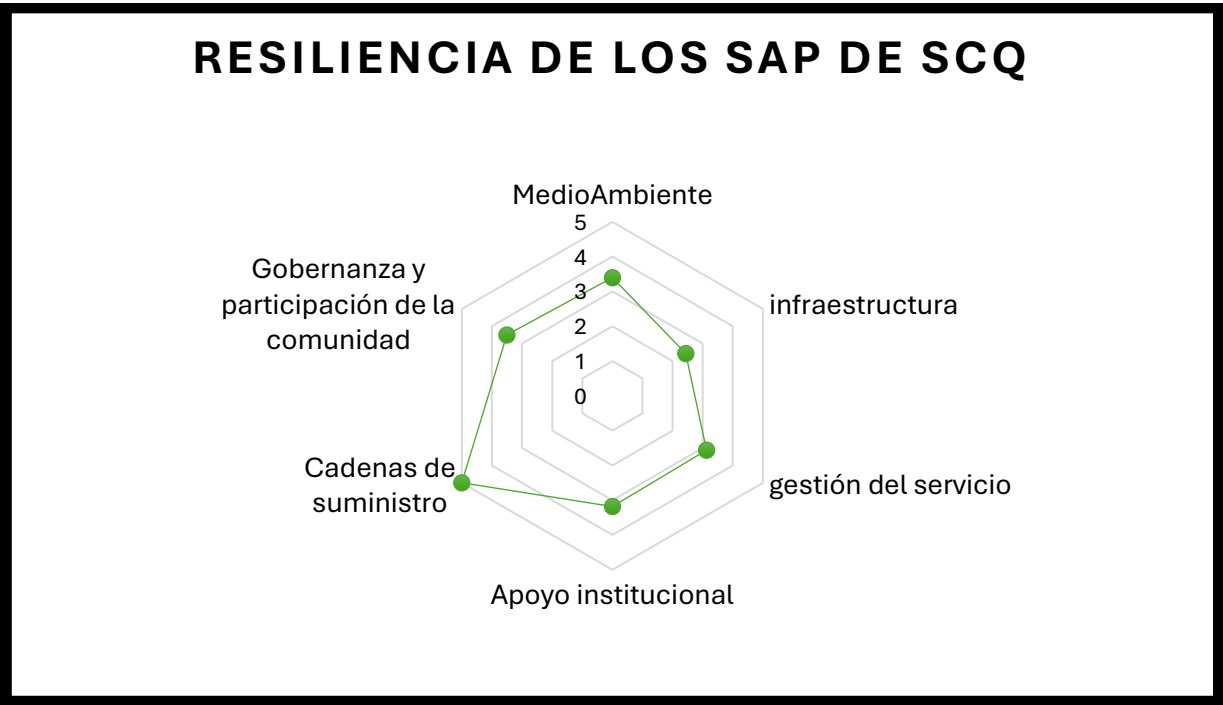 RESILIENCIA DE LOS SAP DE SCQ
MedioAmbiente
5
4
3
2
1
0
infraestructura
gestión del servicio
Apoyo institucional
Cadenas de
suministro
Gobernanza y
participación de la
comunidad